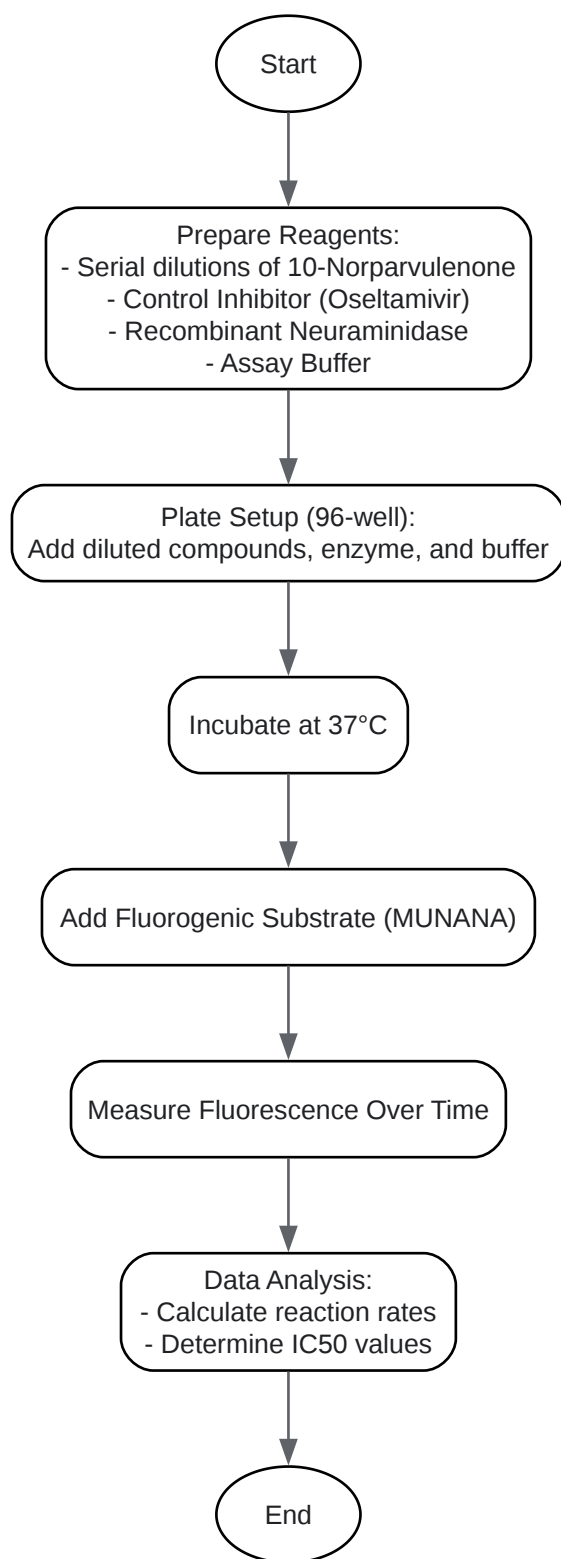 Start
Prepare Reagents:
- Serial dilutions of 10-Norparvulenone
- Control Inhibitor (Oseltamivir)
- Recombinant Neuraminidase
- Assay Buffer
Plate Setup (96-well):
Add diluted compounds, enzyme, and buffer
Incubate at 37°C
Add Fluorogenic Substrate (MUNANA)
Measure Fluorescence Over Time
Data Analysis:
- Calculate reaction rates
- Determine IC50 values
End